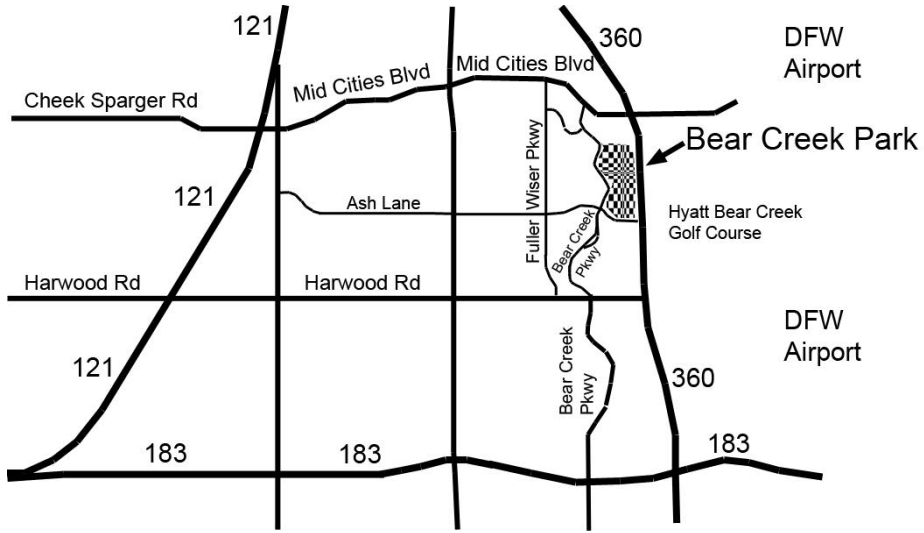 121
360
DFW
Airport
Mid Cities Blvd
Mid Cities Blvd
Cheek Sparger Rd
Bear Creek Park
121
Fuller Wiser Pkwy
Ash Lane
Hyatt Bear Creek
Golf Course
Bear Creek
Pkwy
Harwood Rd
Harwood Rd
DFW
Airport
121
Bear Creek
Pkwy
360
183
183
183